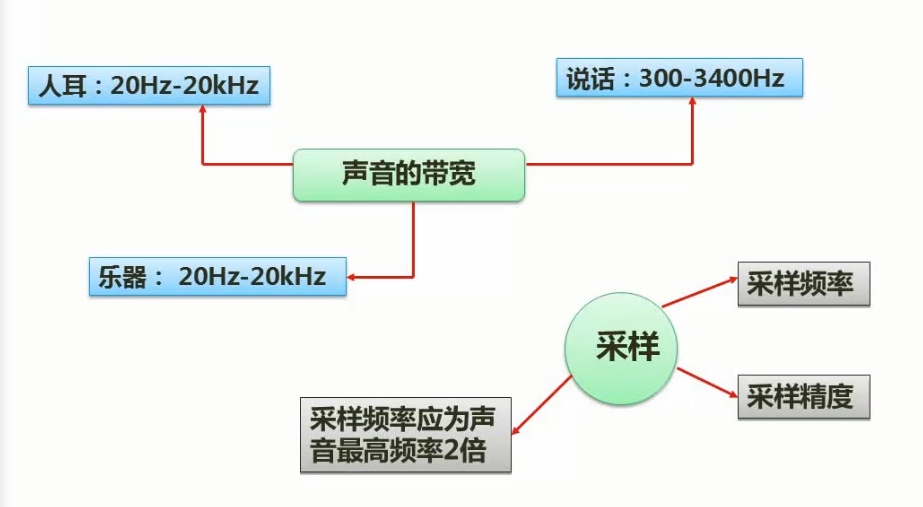 人耳：20Hz-20kHz
说话：300-3400Hz
声音的带宽
乐器： 20Hz-20kHz
采样频率
采样
采样精度
采样频率应为声
音最高频率2倍